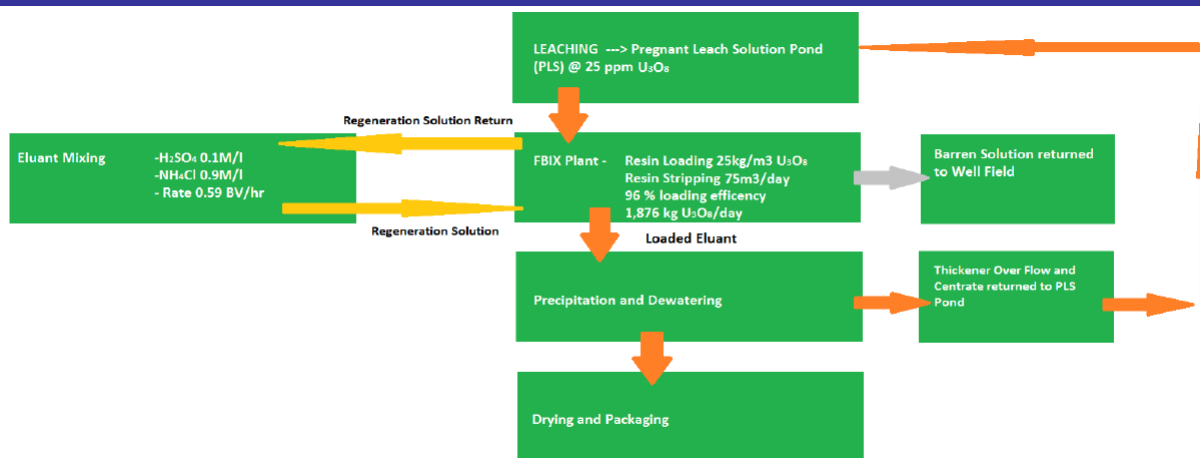 LEACHING ---> Pregnant Leach Solution Pond
(PLS) @ 25 ppm U₃O₈
Regeneration Solution Return
Eluant Mixing -H₂SO₄ 0.1M/l
-NH₄Cl 0.9M/l
- Rate 0.59 BV/hr
Regeneration Solution
FBIX Plant - Resin Loading 25kg/m3 U₃O₈
Resin Stripping 75m3/day
96 % loading efficency
1,876 kg U₃O₈/day
Barren Solution returned
to Well Field
Loaded Eluant
Precipitation and Dewatering
Thickener Over Flow and
Centrate returned to PLS
Pond
Drying and Packaging